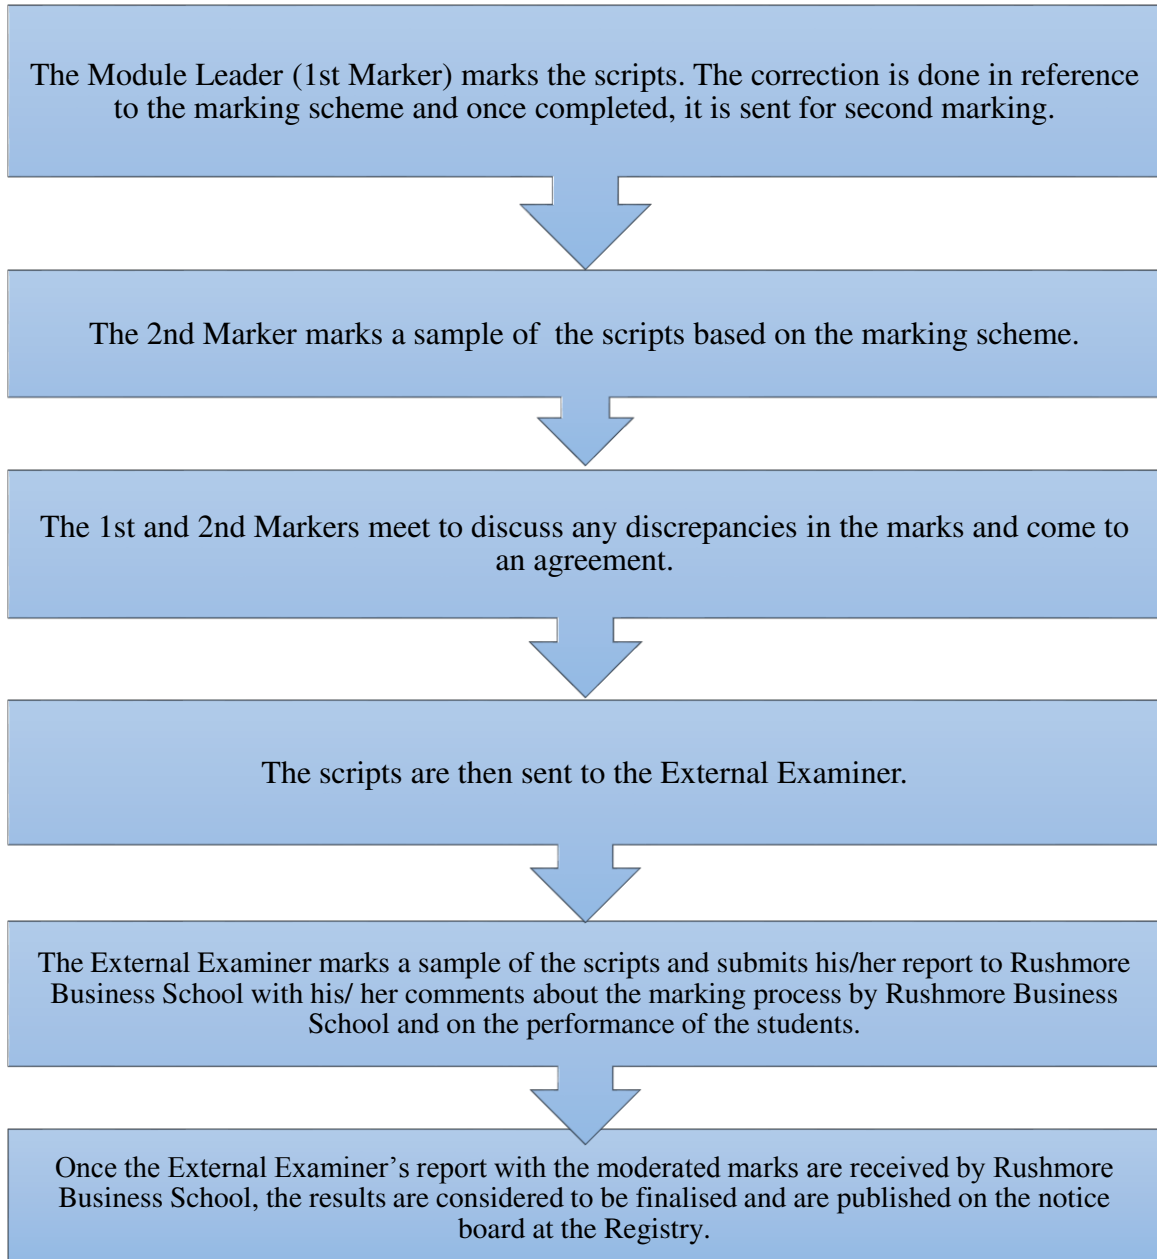 The Module Leader (1st Marker) marks the scripts. The correction is done in reference
to the marking scheme and once completed, it is sent for second marking.
The 2nd Marker marks a sample of  the scripts based on the marking scheme.
The 1st and 2nd Markers meet to discuss any discrepancies in the marks and come to
an agreement.
The scripts are then sent to the External Examiner.
The External Examiner marks a sample of the scripts and submits his/her report to Rushmore
Business School with his/ her comments about the marking process by Rushmore Business
School and on the performance of the students.
Once the External Examiner’s report with the moderated marks are received by Rushmore
Business School, the results are considered to be finalised and are published on the notice
board at the Registry.